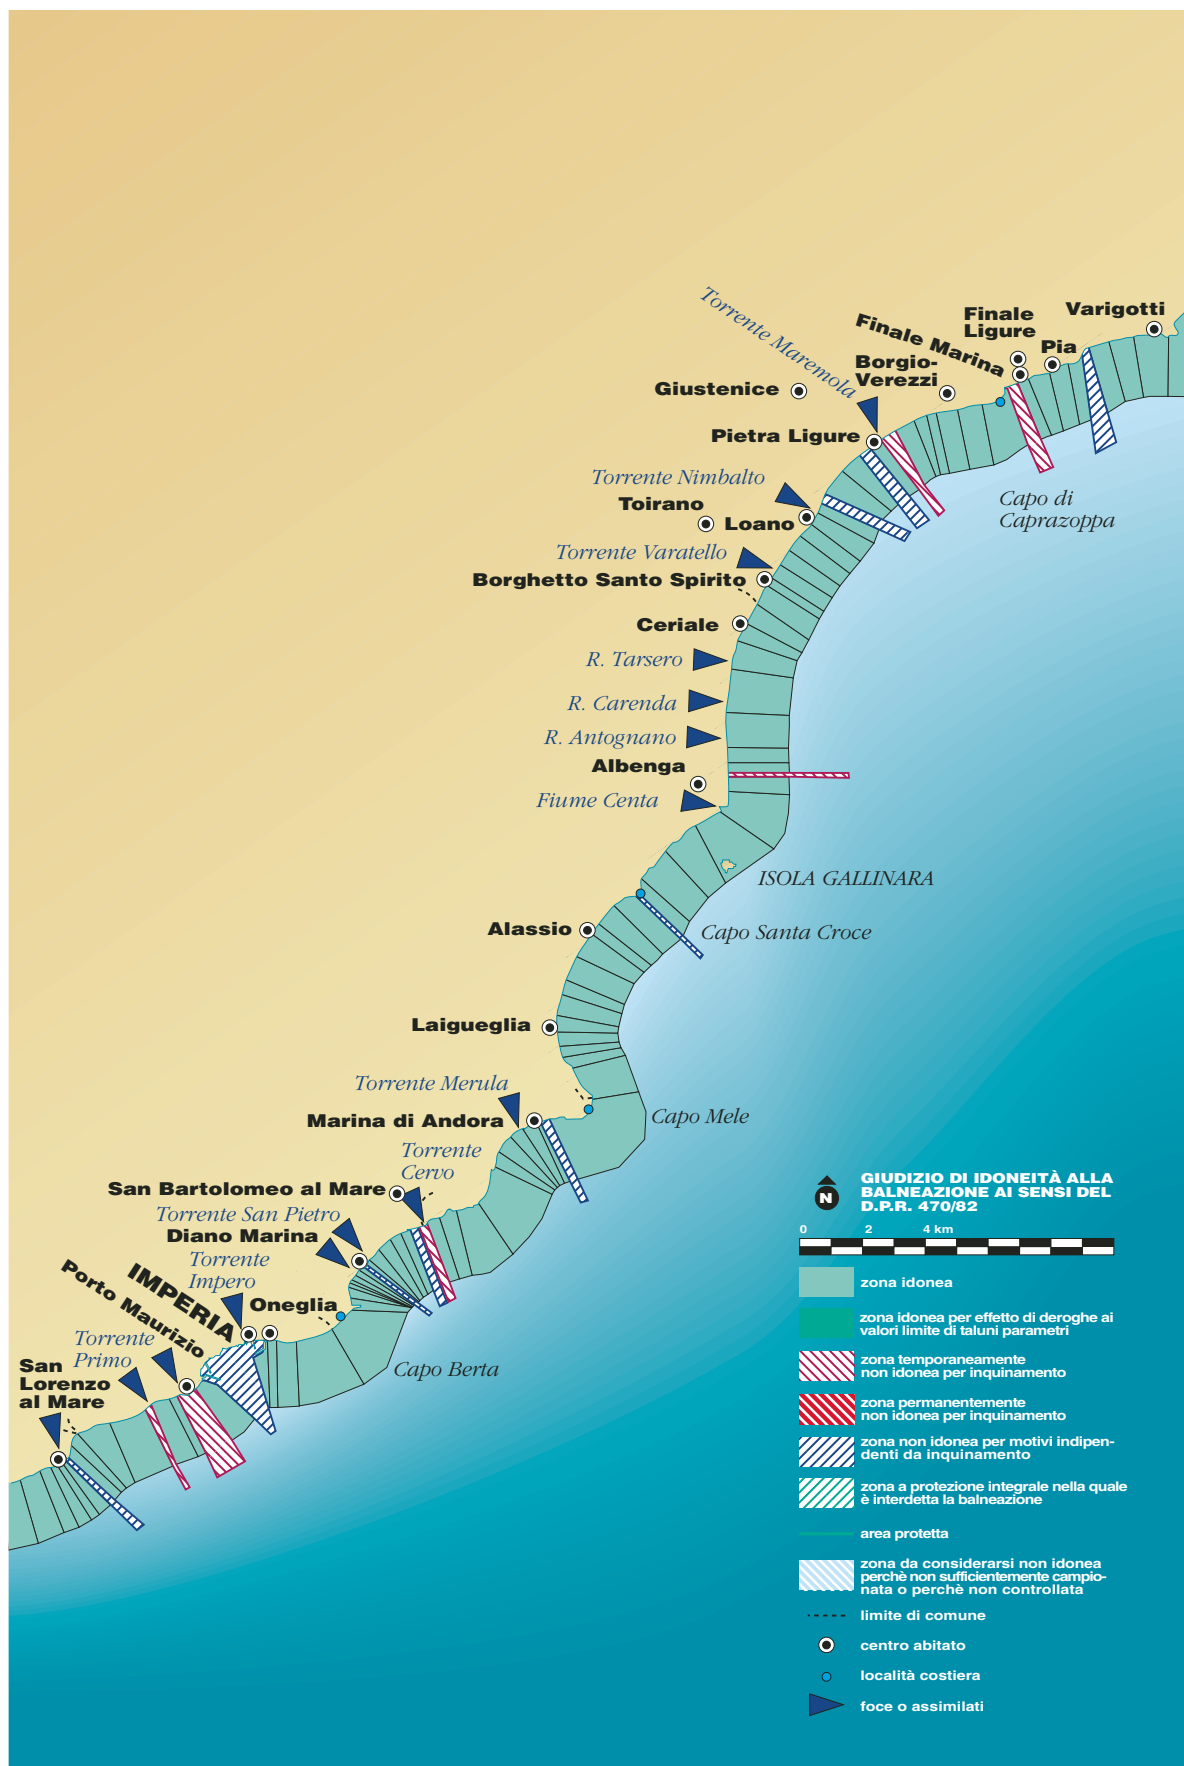 Varigotti
Finale
Ligure
Pia
Finale Marina
Borgio-
Verezzi
Torrente Maremola
Giustenice
Pietra Ligure
Capo di
Caprazoppa
Torrente Nimbalto
Toirano
Loano
Torrente Varatello
Borghetto Santo Spirito
Ceriale
R. Tarsero
R. Carenda
R. Antognano
Albenga
Fiume Centa
ISOLA GALLINARA
Alassio
Capo Santa Croce
Laigueglia
Torrente Merula
Marina di Andora
Capo Mele
Torrente
Cervo
San Bartolomeo al Mare
Torrente San Pietro
Diano Marina
Torrente
Impero
IMPERIA
Porto Maurizio
Oneglia
Torrente
Primo
San
Lorenzo
al Mare
Capo Berta
GIUDIZIO DI IDONEITÀ ALLA
BALNEAZIONE AI SENSI DEL
D.P.R. 470/82
N
0 2 4 km
zona idonea
zona idonea per effetto di deroghe ai
valori limite di taluni parametri
zona temporaneamente
non idonea per inquinamento
zona permanentemente
non idonea per inquinamento
zona non idonea per motivi indipen-
denti da inquinamento
zona a protezione integrale nella quale
è interdetta la balneazione
area protetta
zona da considerarsi non idonea
perchè non sufficientemente campio-
nata o perchè non controllata
limite di comune
centro abitato
località costiera
foce o assimilati